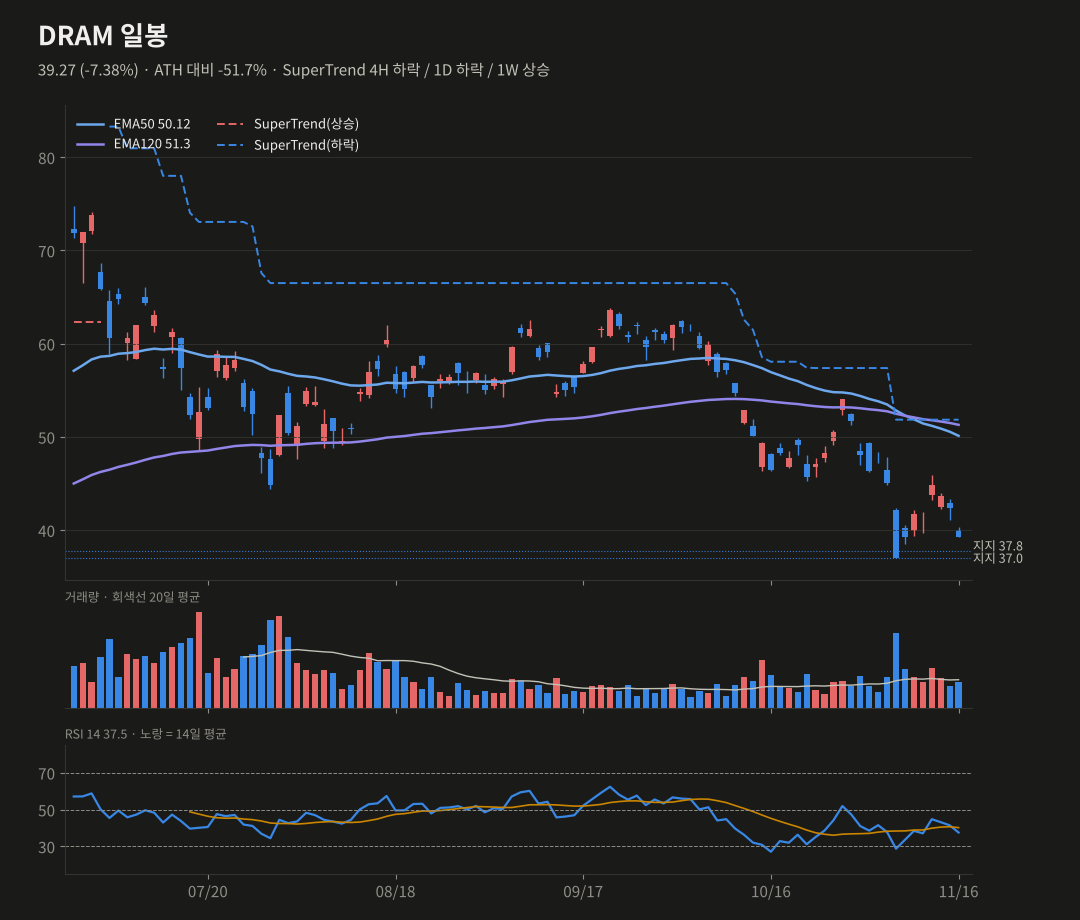 DRAM 일봉
39.27 (-7.38%) · ATH 대비 -51.7% · SuperTrend 4H 하락 / 1D 하락 / 1W 상승
EMA50 50.12
SuperTrend(상승)
EMA120 51.3
SuperTrend(하락)
80
70
60
50
40
지지 37.8
지지 37.0
거래량 · 회색선 20일 평균
RSI 14 37.5 · 노랑 = 14일 평균
70
50
30
07/20
08/18
09/17
10/16
11/16